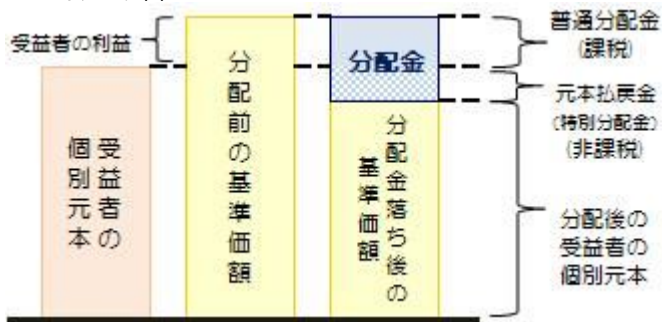 受益者の利益
受益者の
個別元本
分配前の基準価額
分配金
分配金落ち後の
基準価額
普通分配金
(課税)
元本払戻金
(特別分配金)
(非課税)
分配後の
受益者の
個別元本